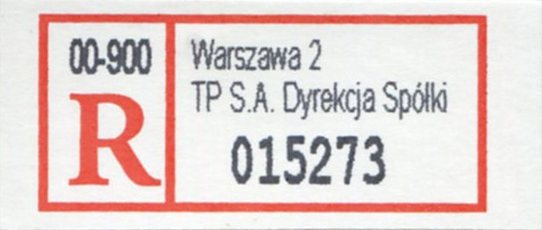 00-900
R
Warszawa 2
TP S.A. Dyrekcja Spółki
015273